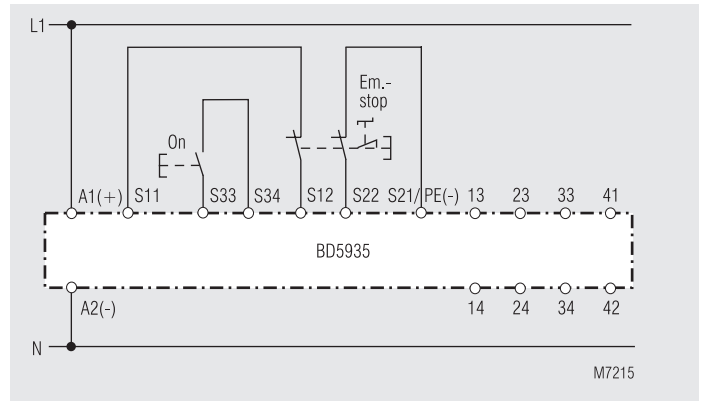 L1
Em.-
stop
On
A1(+) S11 S33 S34 S12 S22 S21/PE(-) 13 23 33 41
BD5935
A2(-) 14 24 34 42
N
M7215